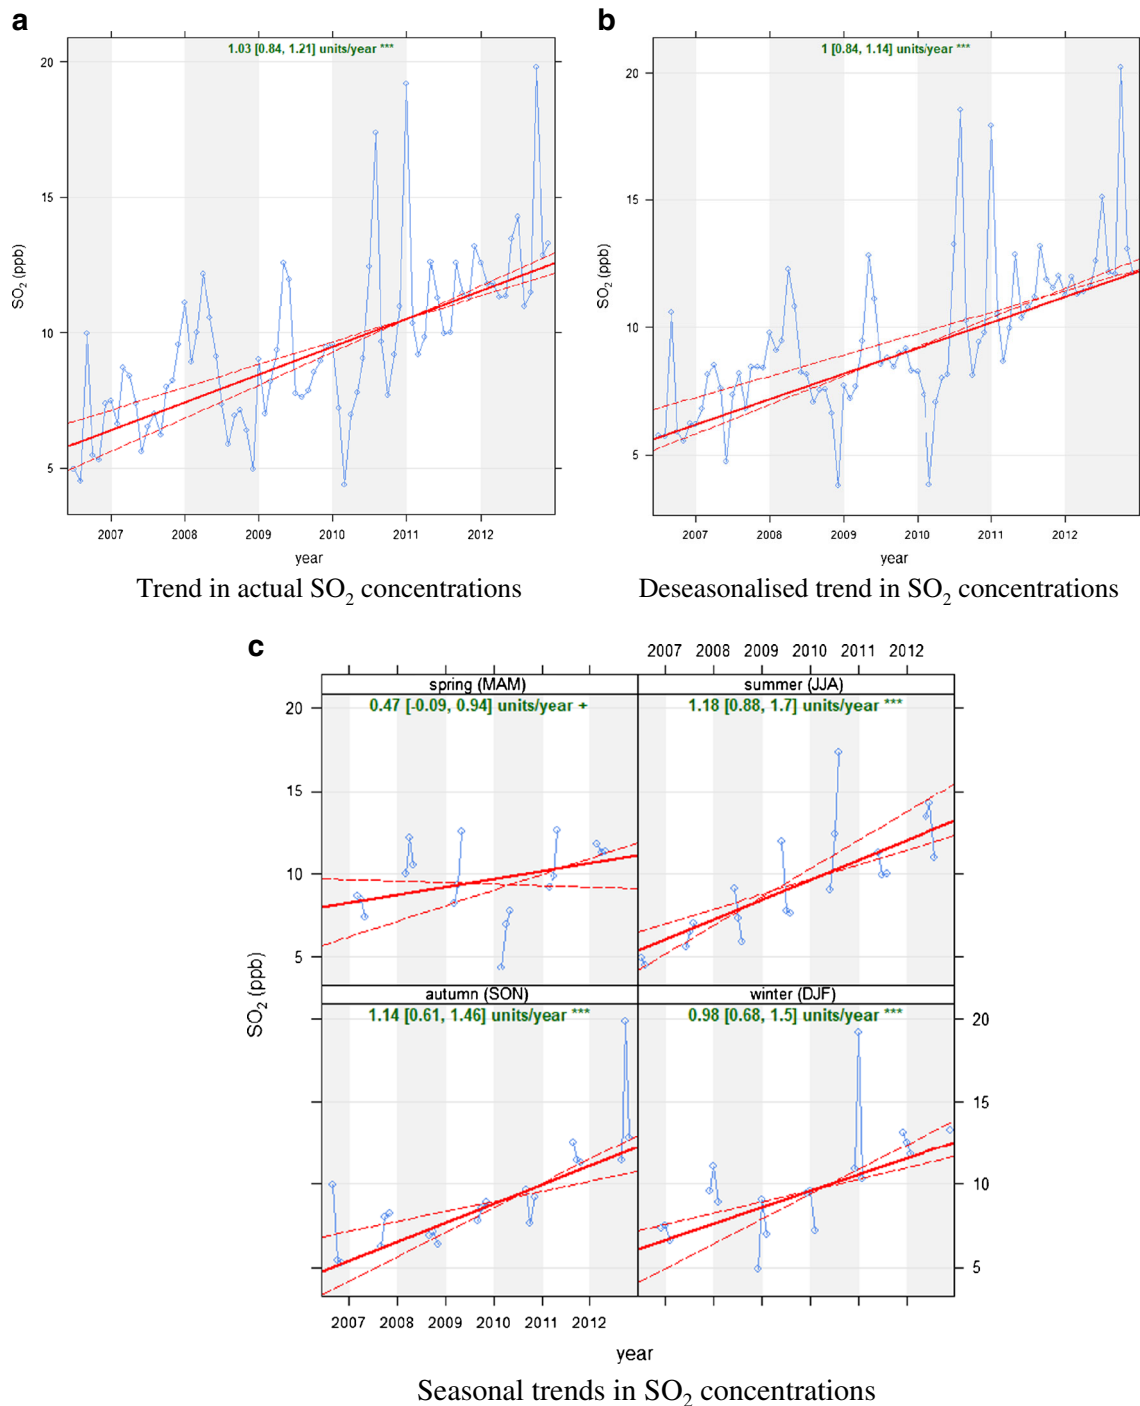 a
b
1.03 [0.84, 1.21] units/year ***
1 [0.84, 1.14] units/year ***
20
15
10
5
SO2 (ppb)
2007 2008 2009 2010 2011 2012
year
20
15
10
5
SO2 (ppb)
2007 2008 2009 2010 2011 2012
year
Trend in actual SO2 concentrations
Deseasonalised trend in SO2 concentrations
c
2007 2008 2009 2010 2011 2012
spring (MAM)
summer (JJA)
0.47 [-0.09, 0.94] units/year +
1.18 [0.88, 1.7] units/year ***
20
15
10
5
autumn (SON)
winter (DJF)
1.14 [0.61, 1.46] units/year ***
0.98 [0.68, 1.5] units/year ***
20
15
10
5
SO2 (ppb)
2007 2008 2009 2010 2011 2012
year
Seasonal trends in SO2 concentrations